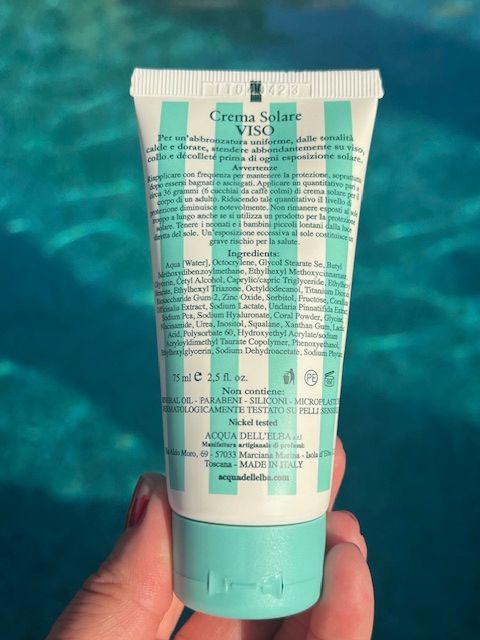 Crema Solare
VISO
Per un'abbronzatura uniforme, dalle tonalità
calde e dorate, stendere abbondantemente su viso,
collo e décolleté prima di ogni esposizione solare.
Avvertenze
Riapplicare con frequenza per mantenere la protezione, soprattutto
dopo essersi bagnati o asciugati. Applicare un quantitativo pari a
circa 36 grammi (6 cucchiai da caffè colmi) di crema solare per il
corpo di un adulto. Riducendo tale quantitativo il livello di
protezione diminuisce notevolmente. Non rimanere esposti al sole
troppo a lungo anche se si utilizza un prodotto per la protezione
solare. Tenere i neonati e i bambini piccoli lontani dalla luce
diretta del sole. Un'esposizione eccessiva al sole costituisce un
grave rischio per la salute.
Ingredients:
Aqua [Water], Octocrylene, Glycol Stearate Se, Butyl
Methoxydibenzoylmethane, Ethylhexyl Methoxycinnamate,
Glycerin, Cetyl Alcohol, Caprylic/capric Triglyceride, Ethylhexyl
Ethylhexyl Triazone, Octyldodecanol, Titanium Dioxide
Biosaccharide Gum-2, Zinc Oxide, Sorbitol, Fructose,
Officinalis Extract, Sodium Lactate, Undaria Pinnatifida Extract
Sodium Pca, Sodium Hyaluronate, Coral Powder, Glycine
Niacinamide, Urea, Inositol, Squalane, Xanthan Gum, Lactic
Acid, Polysorbate 60, Hydroxyethyl Acrylate/sodium
Acryloyldimethyl Taurate Copolymer, Phenoxyethanol,
Ethylhexylglycerin, Sodium Dehydroacetate, Sodium
75 ml e 2,5 fl. oz.
PE
Non contiene:
MINERAL OIL - PARABENI - SILICONI - MICROPLASTICHE
DERMATOLOGICAMENTE TESTATO SU PELLI SENSIBILI
Nickel tested
ACQUA DELL'ELBA s.r.l
Manifattura artigianale di profumi:
Via Aldo Moro, 69 - 57033 Marciana Marina - Isola d'Elba
Toscana - MADE IN ITALY
acquadellelba.com